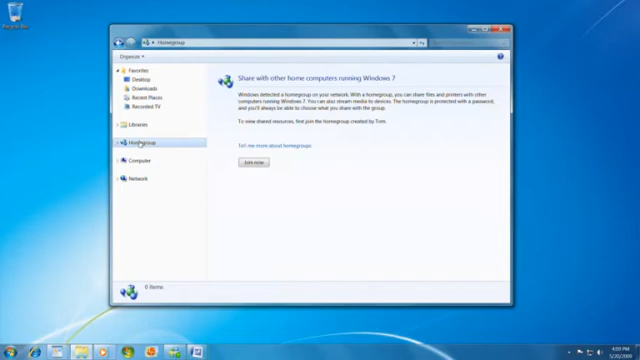 Recycle Bin
Homegroup
Organize
Favorites
Desktop
Downloads
Recent Places
Recorded TV
Libraries
Homegroup
Computer
Network
Share with other home computers running Windows 7
Windows detected a homegroup on your network. With a homegroup, you can share files and printers with other
computers running Windows 7. You can also stream media to devices. The homegroup is protected with a password,
and you'll always be able to choose what you share with the group.
To view shared resources, first join the homegroup created by Tom.
Tell me more about homegroups
Join now
0 items
4:00 PM
5/20/2009